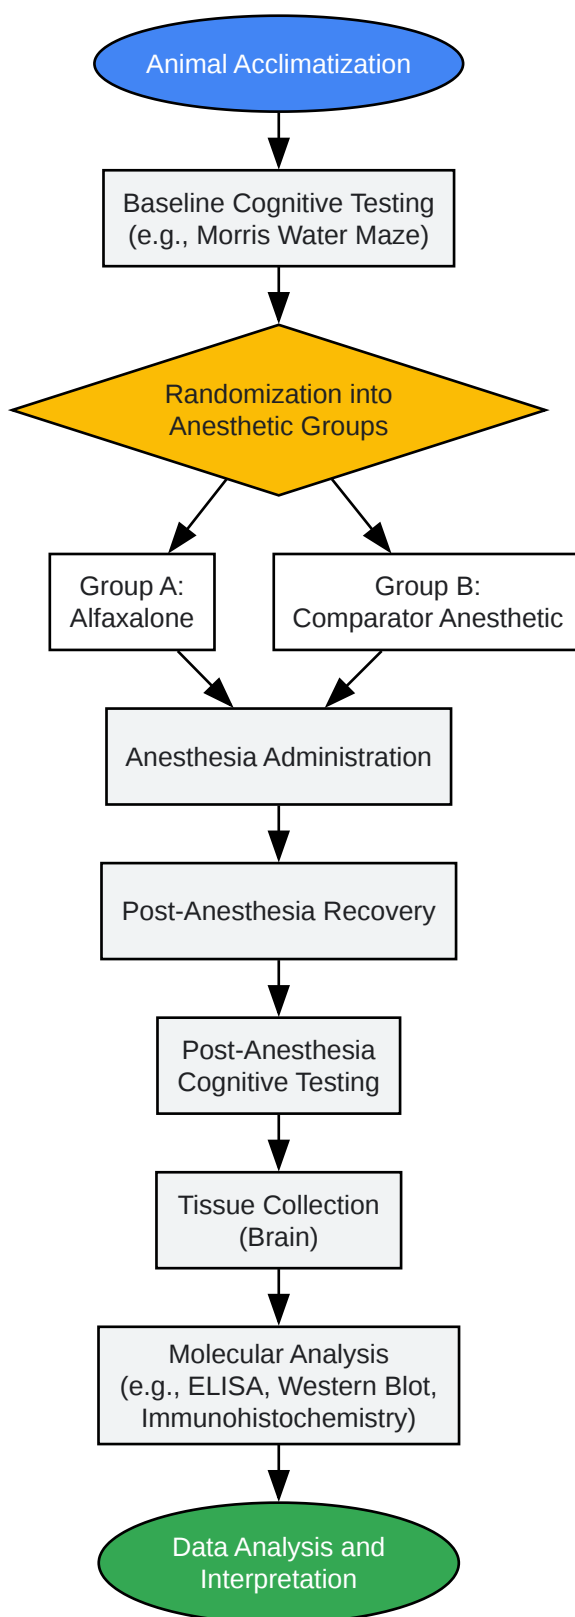 Animal Acclimatization
Baseline Cognitive Testing
(e.g., Morris Water Maze)
Randomization into
Anesthetic Groups
Group A:
Alfaxalone
Group B:
Comparator Anesthetic
Anesthesia Administration
Post-Anesthesia Recovery
Post-Anesthesia
Cognitive Testing
Tissue Collection
(Brain)
Molecular Analysis
(e.g., ELISA, Western Blot,
Immunohistochemistry)
Data Analysis and
Interpretation